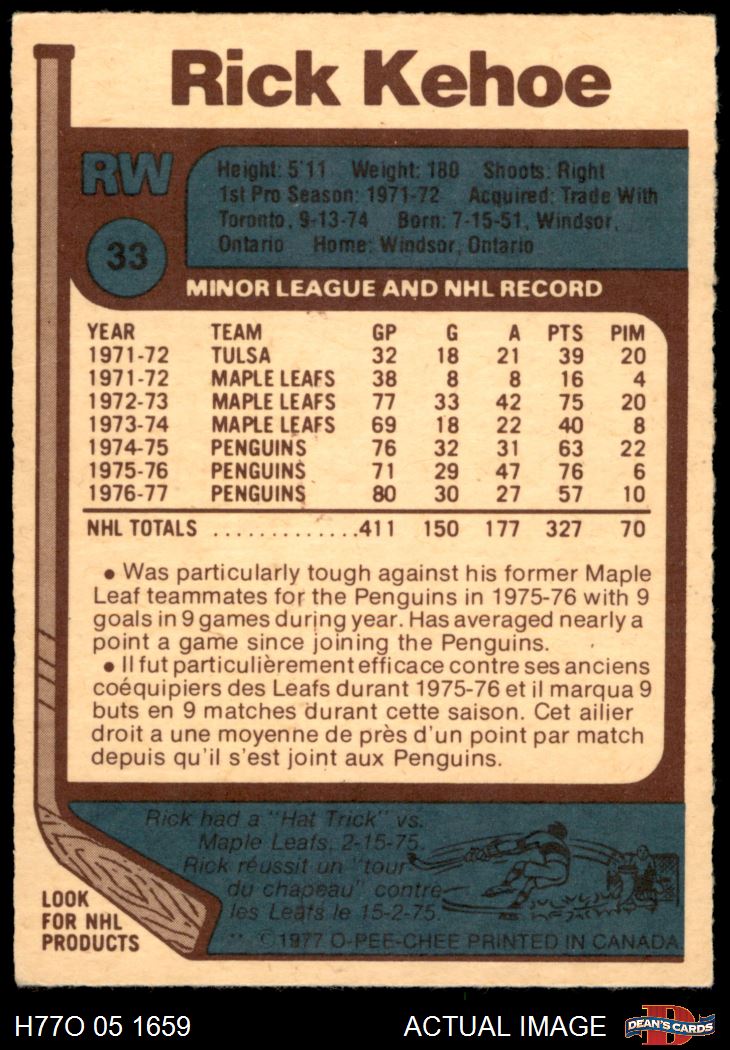 Rick Kehoe
RW
Height: 5'11 Weight: 180 Shoots: Right
1st Pro Season: 1971-72 Acquired: Trade With
Toronto, 9-13-74 Born: 7-15-51, Windsor,
Ontario Home: Windsor, Ontario
33
MINOR LEAGUE AND NHL RECORD
YEAR TEAM GP G A PTS PIM
1971-72 TULSA 32 18 21 39 20
1971-72 MAPLE LEAFS 38 8 8 16 4
1972-73 MAPLE LEAFS 77 33 42 75 20
1973-74 MAPLE LEAFS 69 18 22 40 8
1974-75 PENGUINS 76 32 31 63 22
1975-76 PENGUINS 71 29 47 76 6
1976-77 PENGUINS 80 30 27 57 10
NHL TOTALS .............411 150 177 327 70
• Was particularly tough against his former Maple
Leaf teammates for the Penguins in 1975-76 with 9
goals in 9 games during year. Has averaged nearly a
point a game since joining the Penguins.
• Il fut particulièrement efficace contre ses anciens
coéquipiers des Leafs durant 1975-76 et il marqua 9
buts en 9 matches durant cette saison. Cet ailier
droit a une moyenne de près d'un point par match
depuis qu'il s'est joint aux Penguins.
Rick had a "Hat Trick" vs.
Maple Leafs, 2-15-75.
Rick réussit un "tour
du chapeau" contre
les Leafs le 15-2-75.
LOOK
FOR NHL
PRODUCTS
** ©1977 O-PEE-CHEE PRINTED IN CANADA
H77O 05 1659
ACTUAL IMAGE
D
DEAN'S CARDS